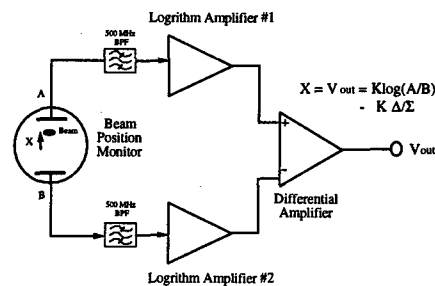 Logrithm Amplifier #1
500 MHz
BPF
A
X = Vout = Klog(A/B)
- K Δ/Σ
Beam
X
Beam
Position
Monitor
+
-
Vout
B
Differential
Amplifier
500 MHz
BPF
Logrithm Amplifier #2